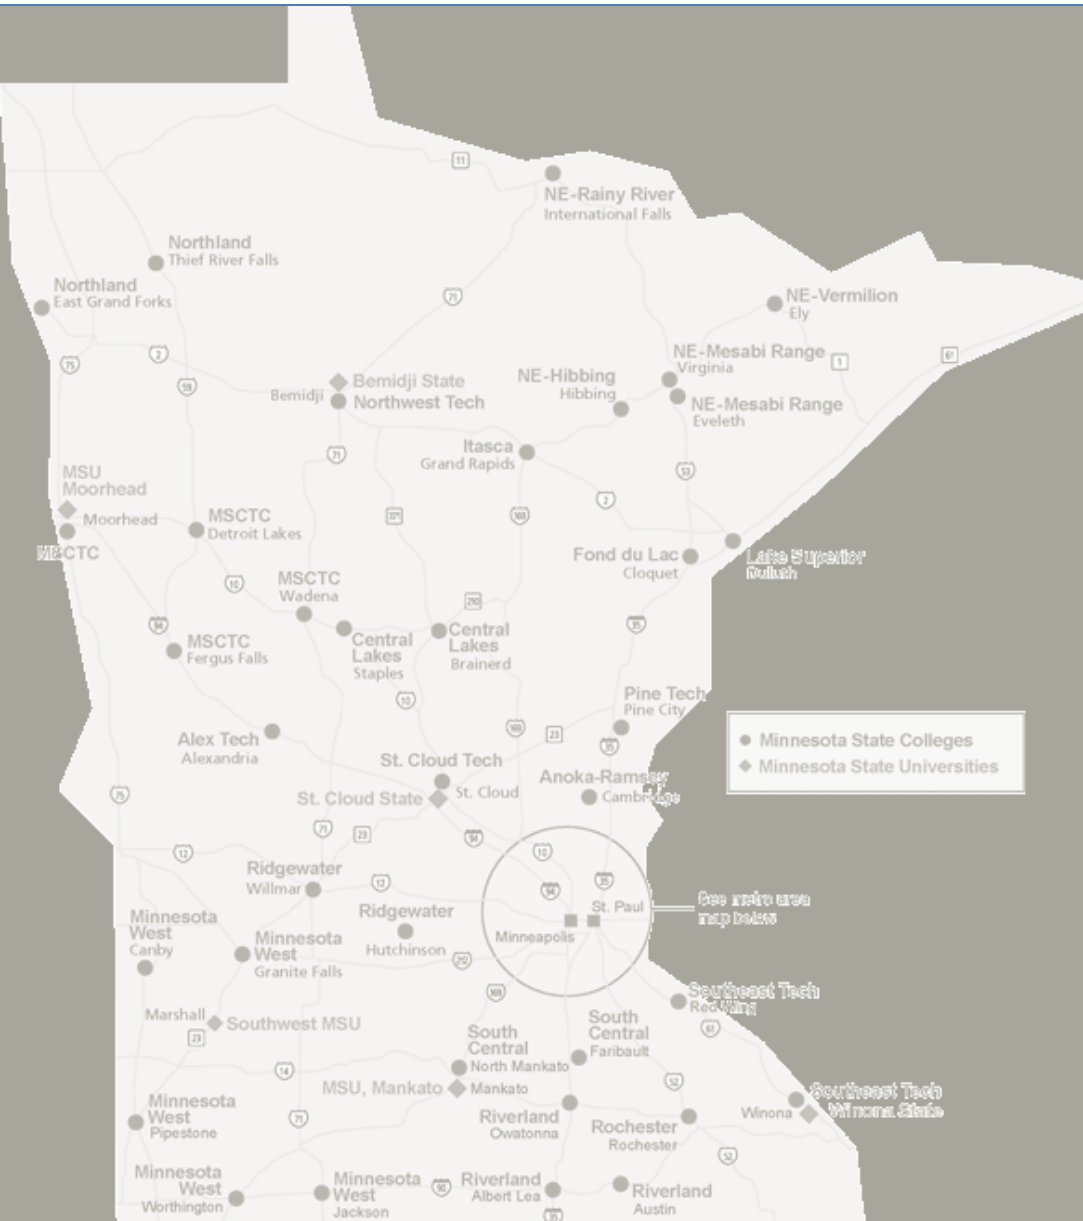 11
NE-Rainy River
International Falls
Northland
Thief River Falls
Northland
East Grand Forks
71
NE-Vermilion
Ely
75
2
59
NE-Mesabi Range
Virginia
1
61
Bemidji State
Bemidji
Northwest Tech
NE-Hibbing
Hibbing
NE-Mesabi Range
Eveleth
71
Itasca
Grand Rapids
53
MSU
Moorhead
Moorhead
MSCTC
MSCTC
Detroit Lakes
371
169
2
Fond du Lac
Cloquet
Lake Superior
Duluth
10
MSCTC
Wadena
210
94
MSCTC
Fergus Falls
Central
Lakes
Staples
Central
Lakes
Brainerd
35
10
Pine Tech
Pine City
169
23
35
Alex Tech
Alexandria
Minnesota State Colleges
Minnesota State Universities
St. Cloud Tech
St. Cloud
St. Cloud State
Anoka-Ramsey
Cambridge
75
71
23
94
12
10
Ridgewater
Willmar
12
94
35
Ridgewater
Hutchinson
St. Paul
Minneapolis
See metro area
map below
Minnesota
West
Canby
Minnesota
West
Granite Falls
212
169
Southeast Tech
Red Wing
61
Marshall
Southwest MSU
23
South
Central
North Mankato
South
Central
Faribault
14
MSU, Mankato
Mankato
52
Southeast Tech
Winona
Winona State
Minnesota
West
Pipestone
71
Riverland
Owatonna
Rochester
Rochester
52
Minnesota
West
Worthington
Minnesota
West
Jackson
90
Riverland
Albert Lea
Riverland
Austin
35